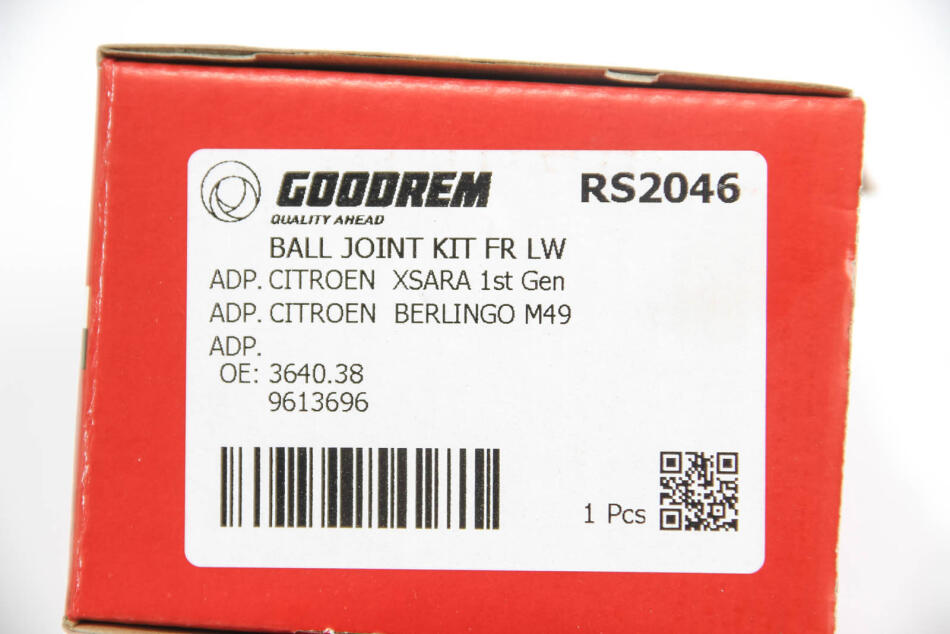 GOODREM
RS2046
QUALITY AHEAD
BALL JOINT KIT FR LW
ADP. CITROEN XSARA 1st Gen
ADP. CITROEN BERLINGO M49
ADP.
OE: 3640.38
9613696
1 Pcs